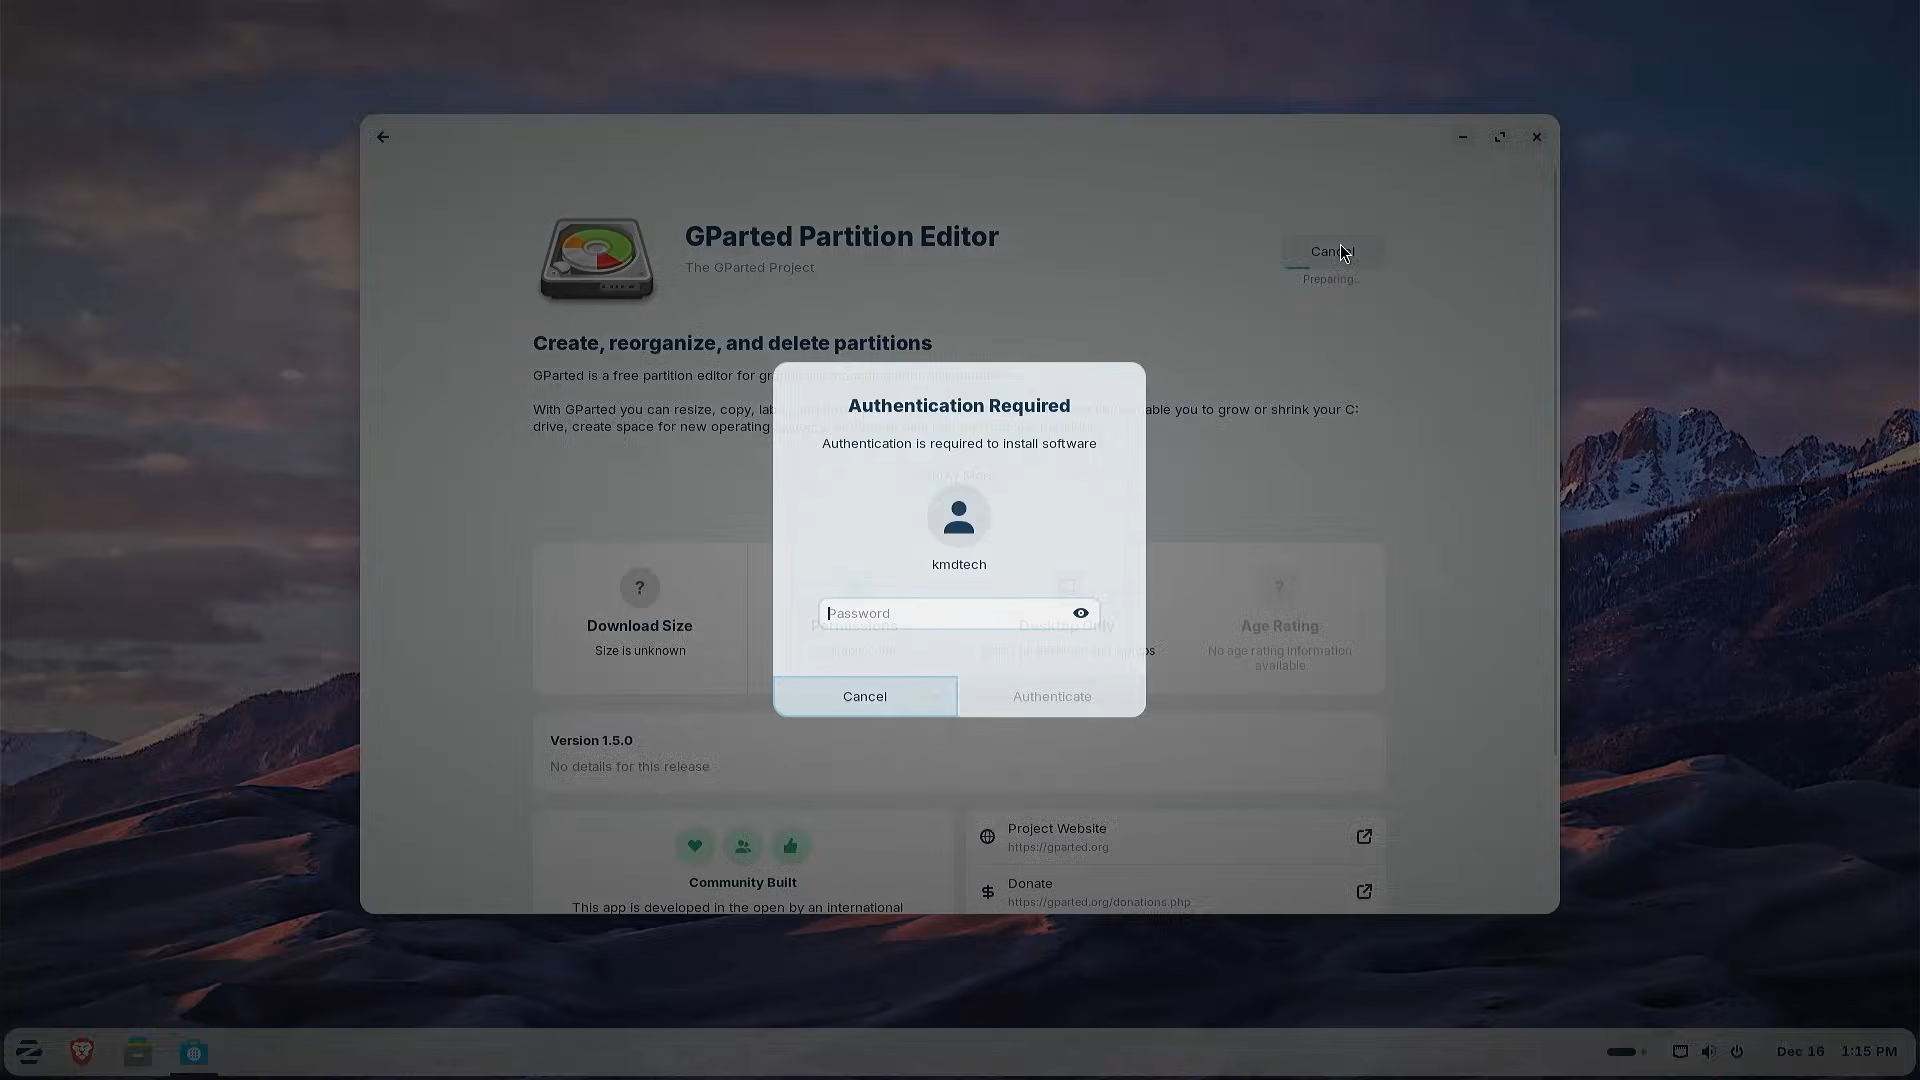 GParted Partition Editor
The GParted Project
Cancel
Preparing..
Create, reorganize, and delete partitions
GParted is a free partition editor for
With GParted you can resize, copy,
able you to grow or shrink your C:
drive, create space for new operating
Authentication Required
Authentication is required to install software
kmdtech
Password
Cancel
Authenticate
?
Download Size
Size is unknown
Permissions
Desktop Only
?
Age Rating
No age rating information
available.
Version 1.5.0
No details for this release
Community Built
This app is developed in the open by an international
Project Website
https://gparted.org
Donate
https://gparted.org/donations.php
Dec 16 1:15 PM